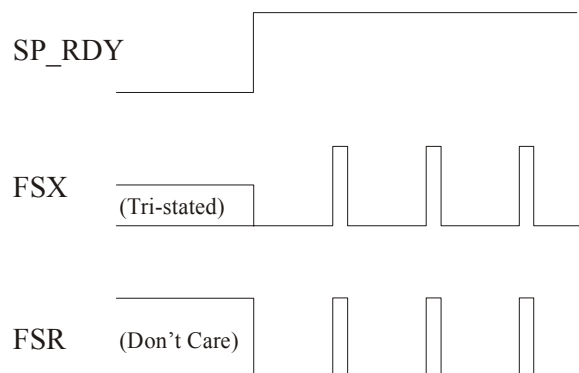 SP_RDY
FSX
(Tri-stated)
FSR
(Don't Care)